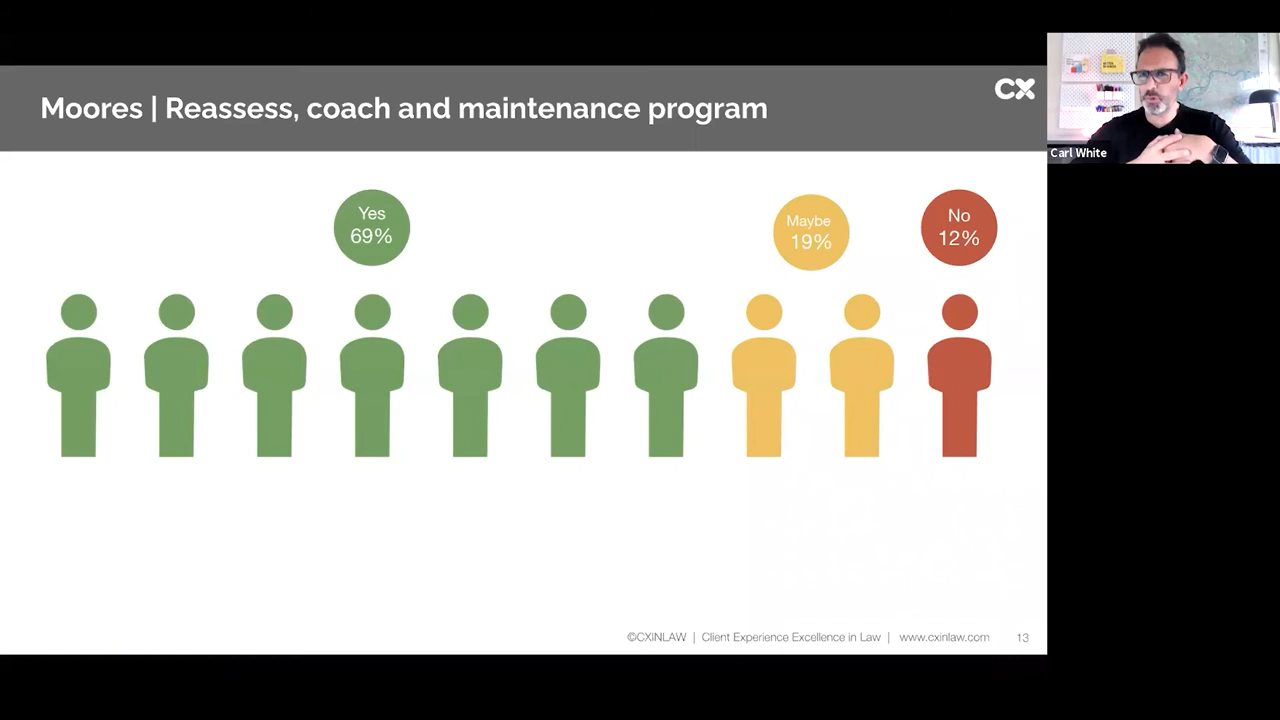 Moores | Reassess, coach and maintenance program
CX
Carl White
Yes
69%
Maybe
19%
No
12%
©CXINLAW | Client Experience Excellence in Law | www.cxinlaw.com 13